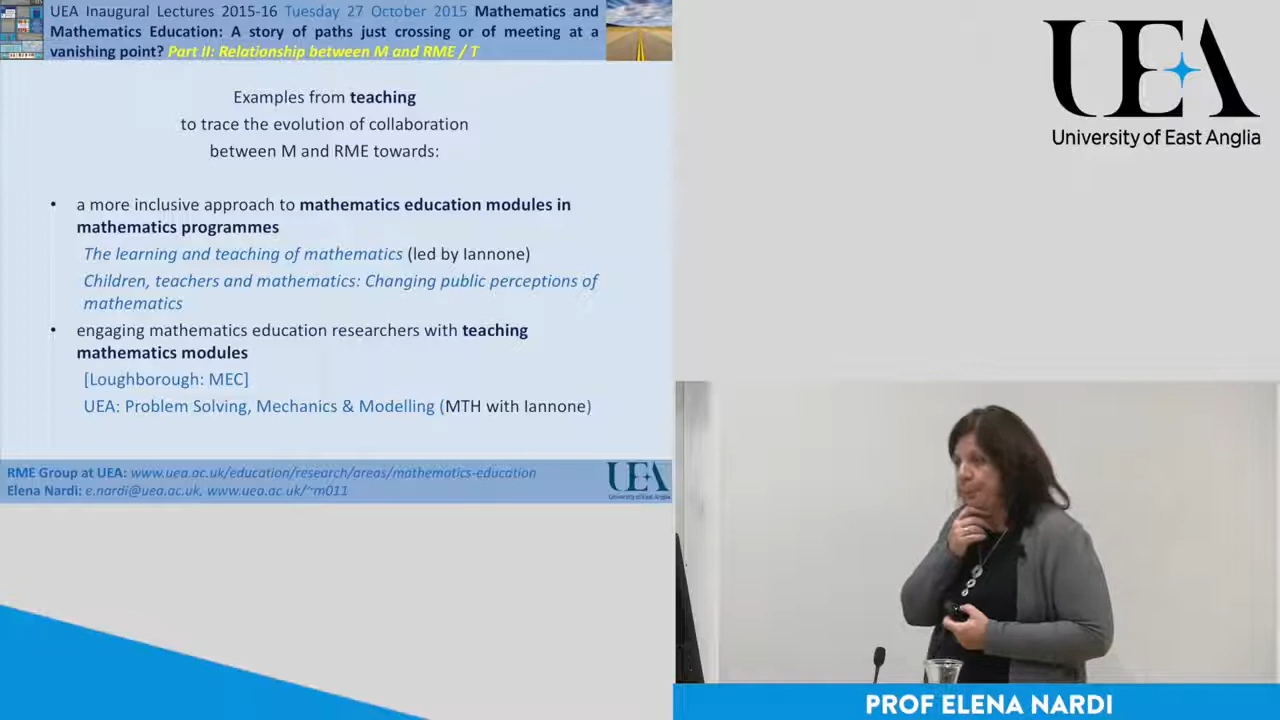 UEA Inaugural Lectures 2015-16 Tuesday 27 October 2015 Mathematics and
Mathematics Education: A story of paths just crossing or of meeting at a
vanishing point? Part II: Relationship between M and RME / T
Examples from teaching
to trace the evolution of collaboration
between M and RME towards:
• a more inclusive approach to mathematics education modules in
mathematics programmes
The learning and teaching of mathematics (led by Iannone)
Children, teachers and mathematics: Changing public perceptions of
mathematics
• engaging mathematics education researchers with teaching
mathematics modules
[Loughborough: MEC]
UEA: Problem Solving, Mechanics & Modelling (MTH with Iannone)
RME Group at UEA: www.uea.ac.uk/education/research/areas/mathematics-education
Elena Nardi: e.nardi@uea.ac.uk, www.uea.ac.uk/~m011
UEA
University of East Anglia
UEA
University of East Anglia
PROF ELENA NARDI